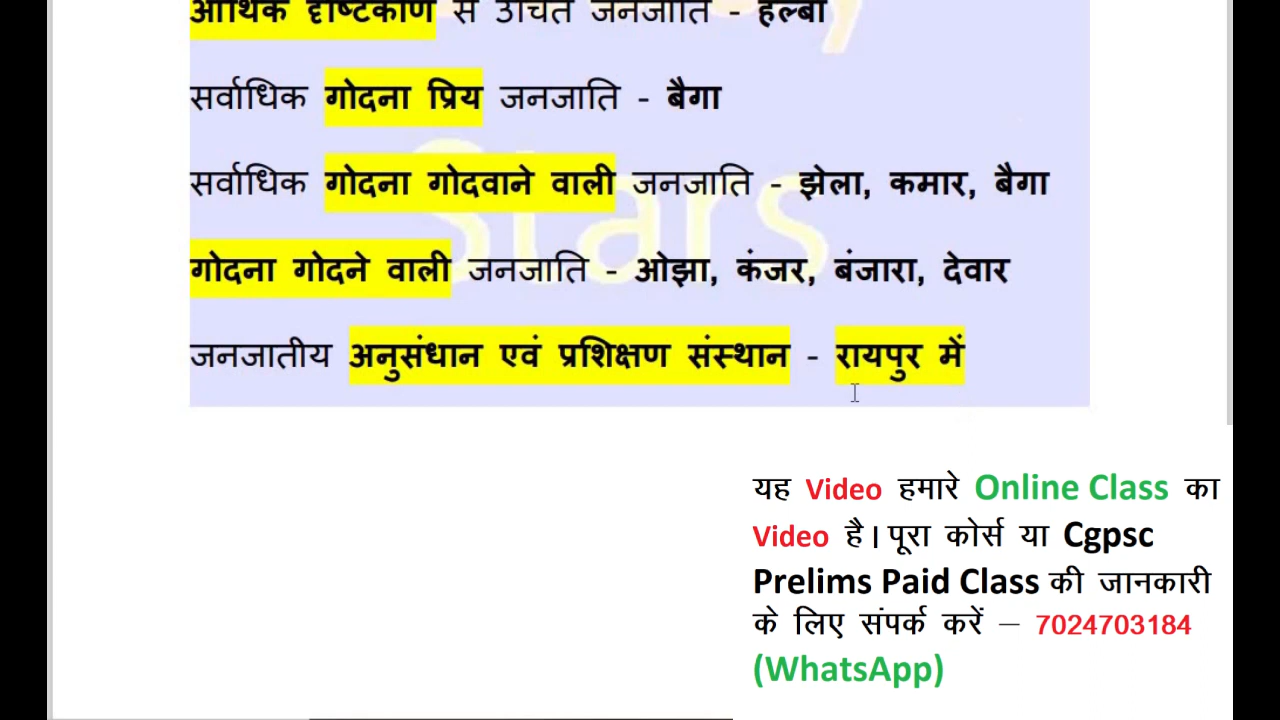 आर्थिक दृष्टिकोण से उचित जनजाति - हल्बा
सर्वाधिक गोदना प्रिय जनजाति - बैगा
सर्वाधिक गोदना गोदवाने वाली जनजाति - झेला, कमार, बैगा
गोदना गोदने वाली जनजाति - ओझा, कंजर, बंजारा, देवार
जनजातीय अनुसंधान एवं प्रशिक्षण संस्थान - रायपुर में
Stars
यह Video हमारे Online Class का
Video है। पूरा कोर्स या Cgpsc
Prelims Paid Class की जानकारी
के लिए संपर्क करें – 7024703184
(WhatsApp)